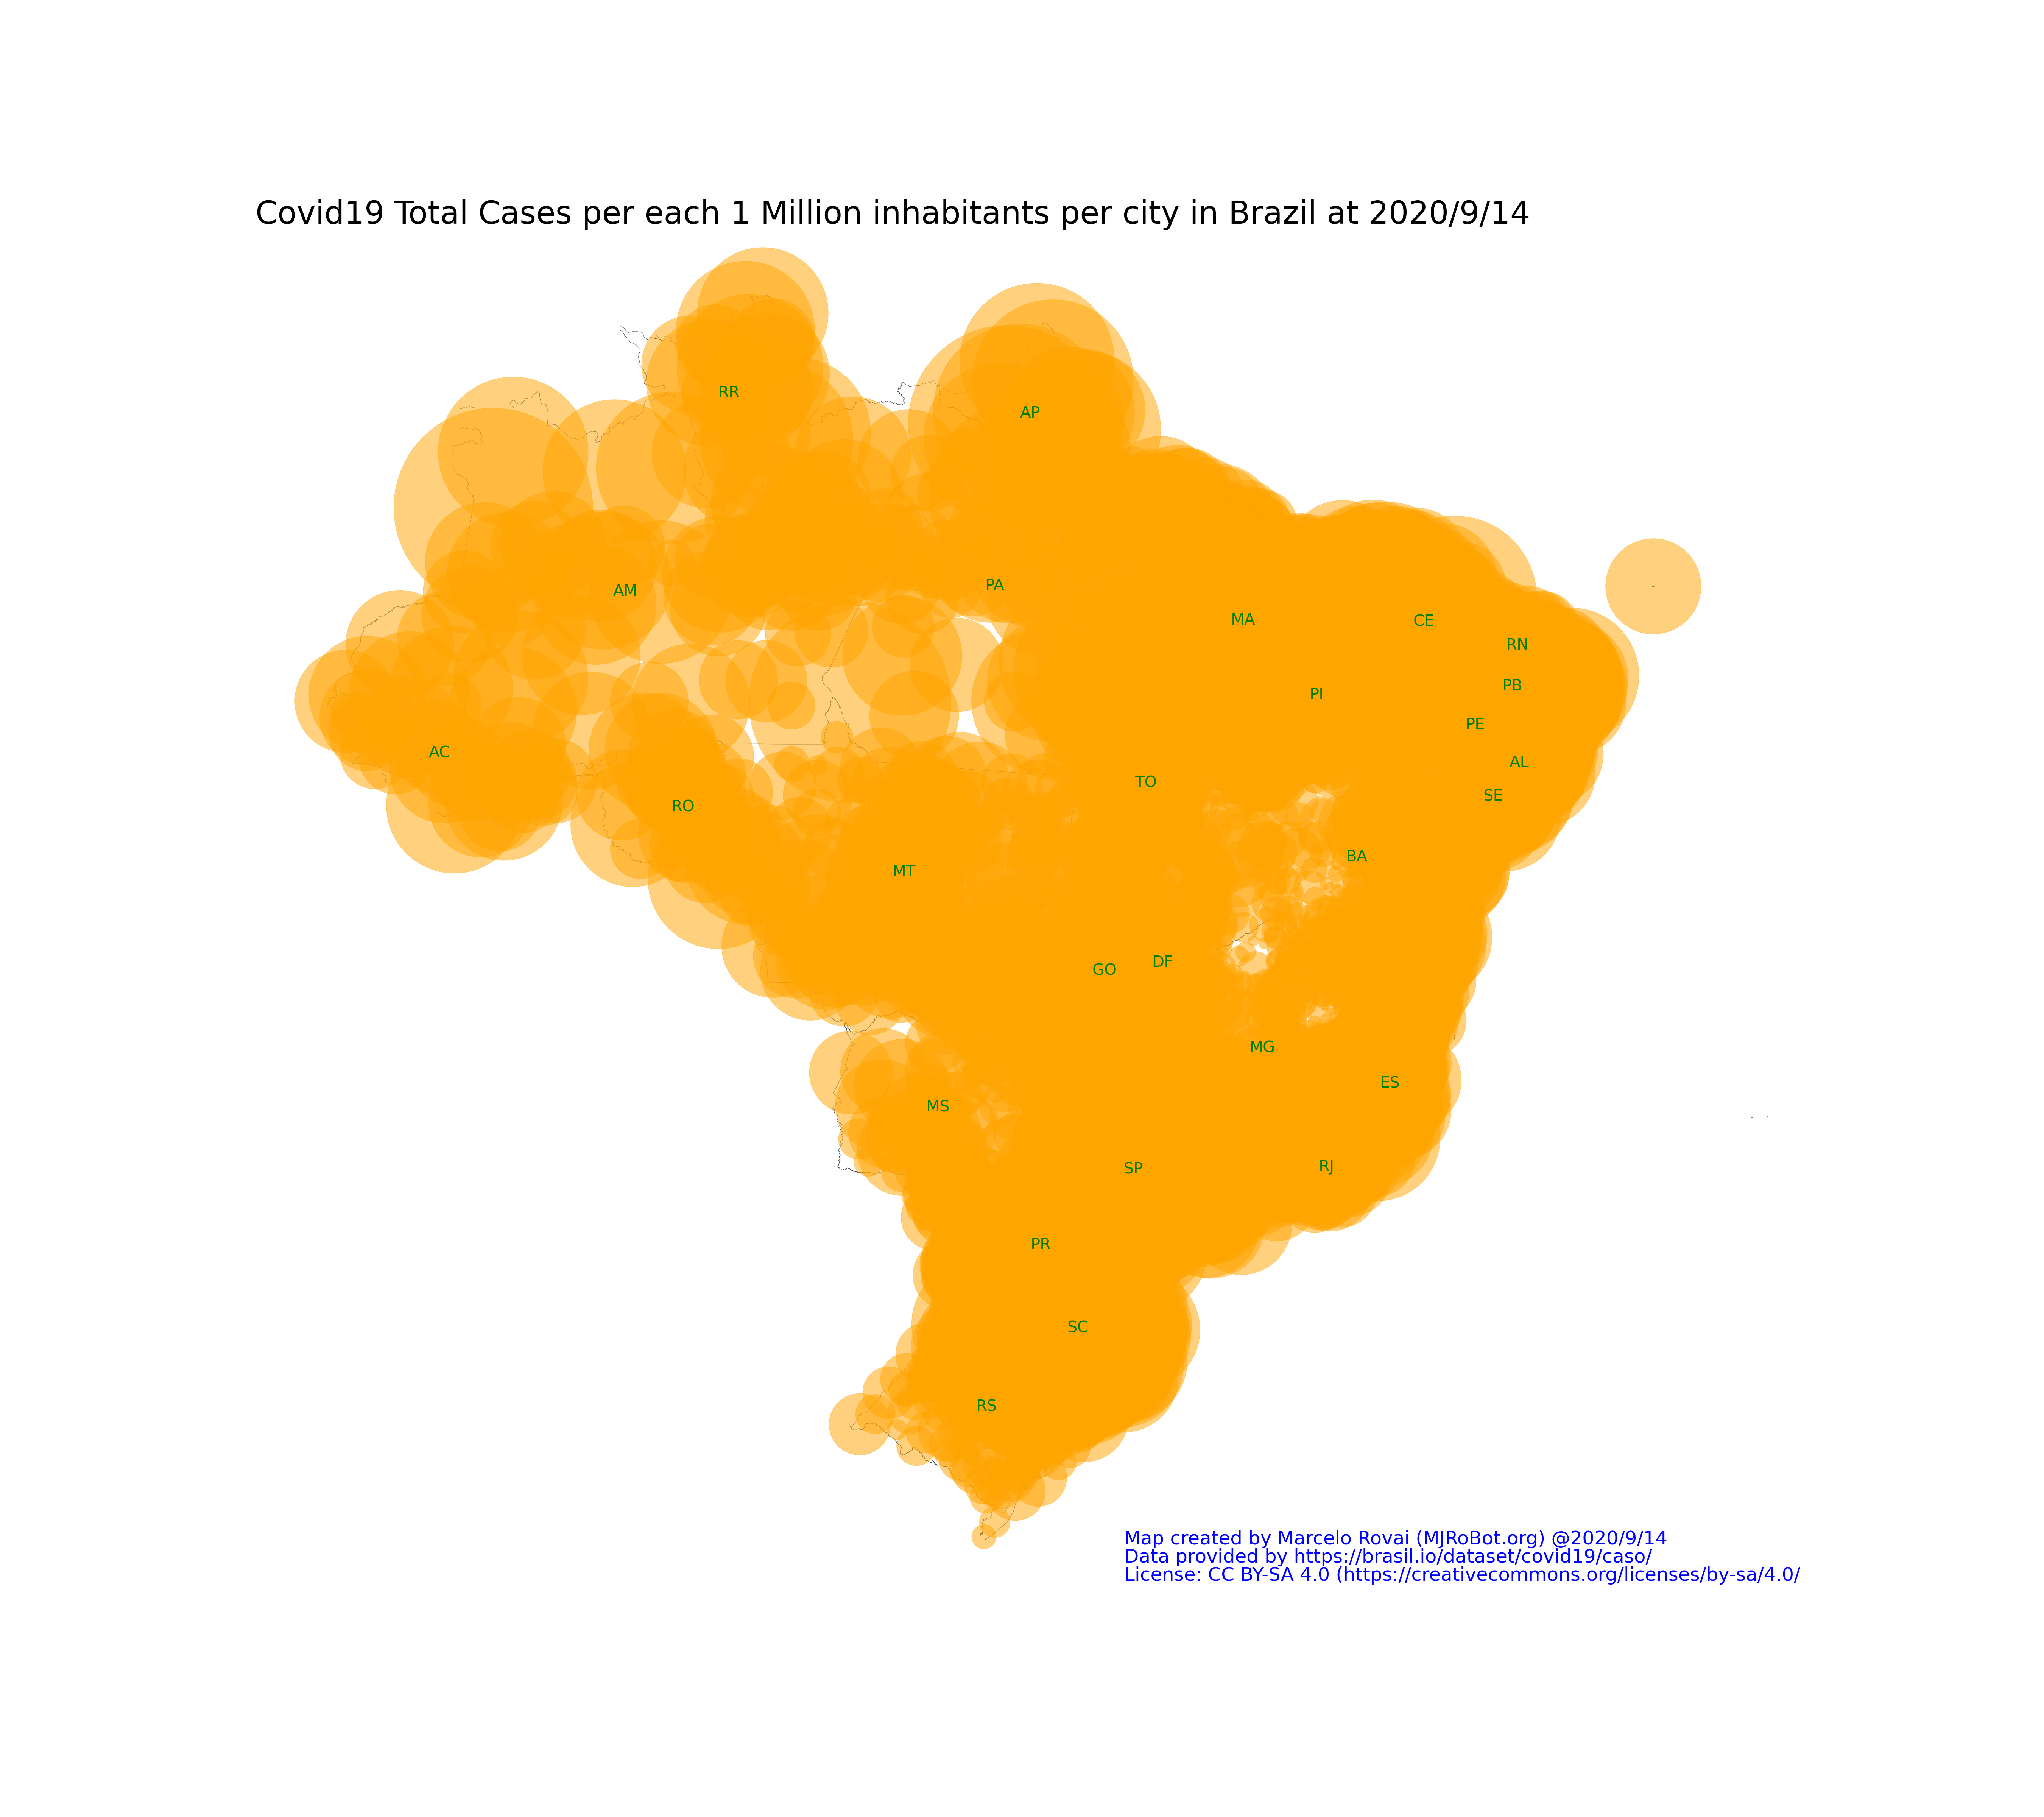 Covid19 Total Cases per each 1 Million inhabitants per city in Brazil at 2020/9/14
RR
AP
AM
PA
MA
CE
RN
PB
PI
PE
AC
AL
TO
SE
RO
BA
MT
DF
GO
MG
ES
MS
RJ
SP
PR
SC
RS
Map created by Marcelo Rovai (MJRoBot.org) @2020/9/14
Data provided by https://brasil.io/dataset/covid19/caso/
License: CC BY-SA 4.0 (https://creativecommons.org/licenses/by-sa/4.0/